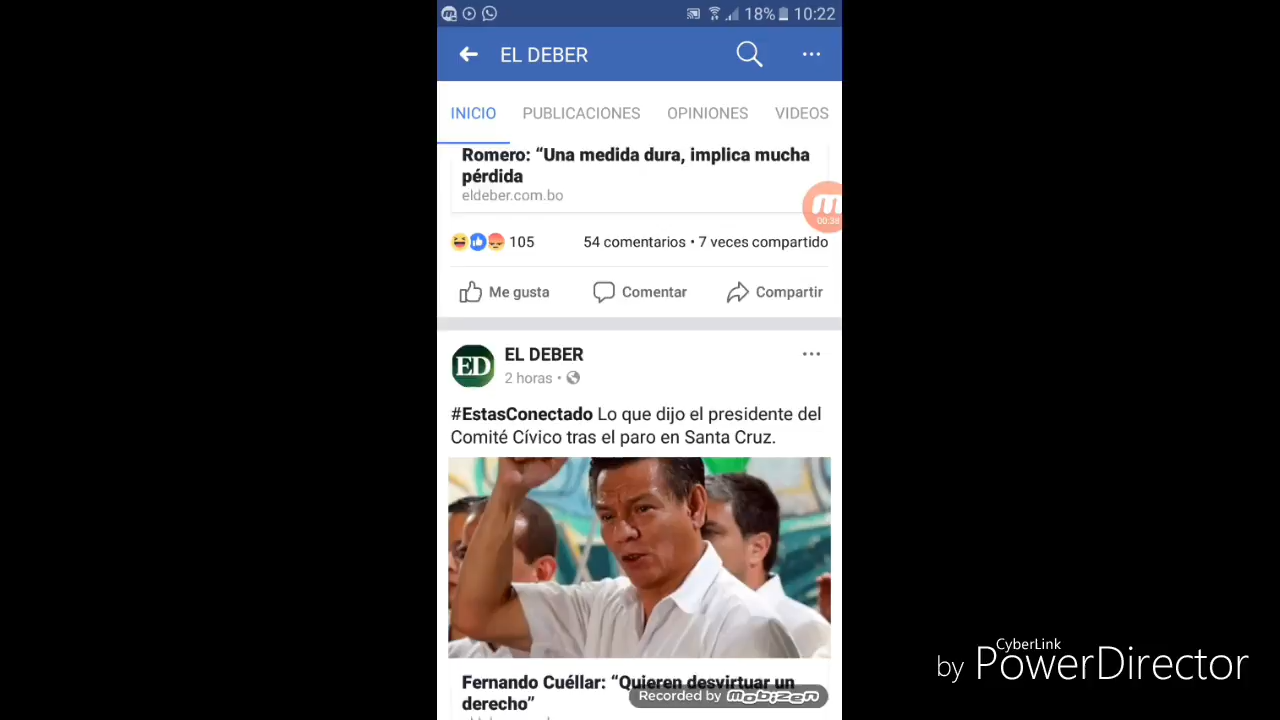 18% 10:22
EL DEBER
INICIO PUBLICACIONES OPINIONES VIDEOS
Romero: “Una medida dura, implica mucha
pérdida
eldeber.com.bo
00:38
105 54 comentarios • 7 veces compartido
Me gusta Comentar Compartir
ED
EL DEBER
2 horas •
#EstasConectado Lo que dijo el presidente del
Comité Cívico tras el paro en Santa Cruz.
Fernando Cuéllar: “Quieren desvirtuar un
derecho”
Recorded by mobizen
CyberLink
by PowerDirector